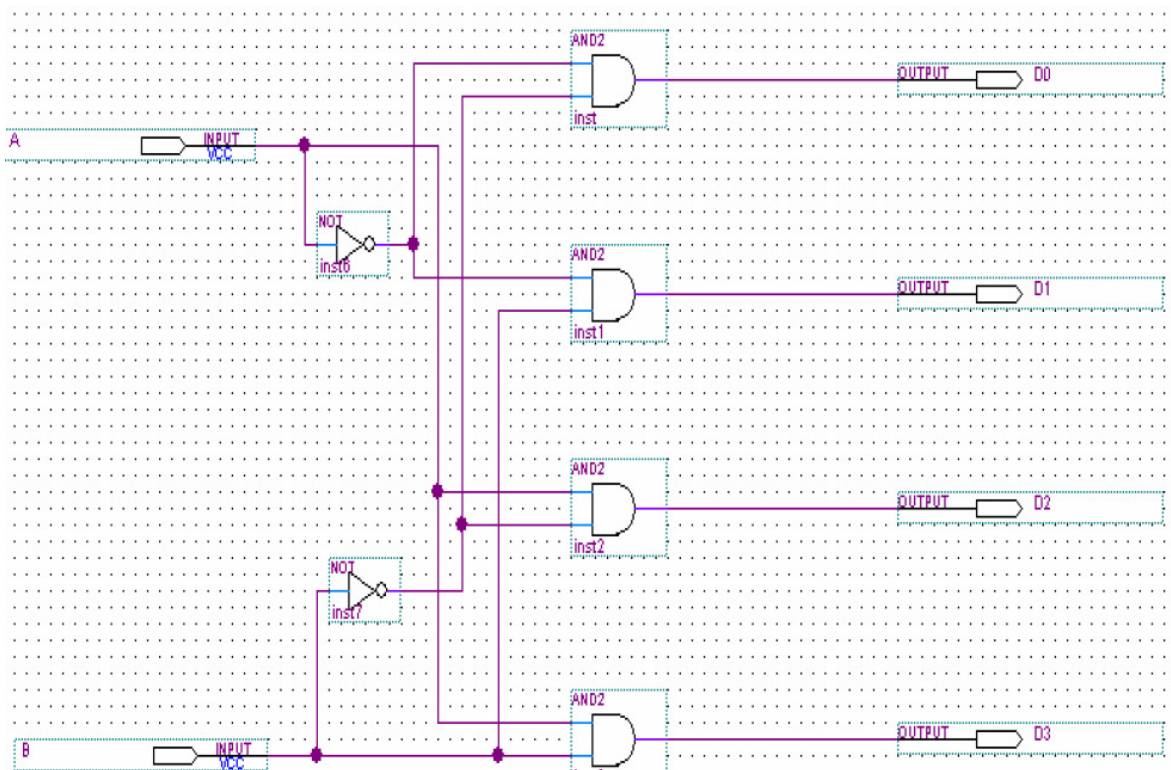 AND2
OUTPUT D0
inst
A INPUT
VCC
NOT
inst6
AND2
OUTPUT D1
inst1
AND2
OUTPUT D2
inst2
NOT
inst7
AND2
OUTPUT D3
B INPUT
VCC